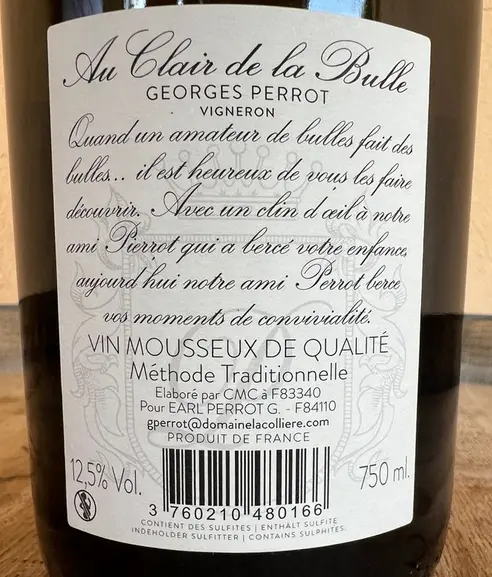 Au Clair de la Bulle
GEORGES PERROT
VIGNERON
Quand un amateur de bulles fait des
bulles.. il est heureux de vous les faire
découvrir. Avec un clin d'œil à notre
ami Pierrot qui a bercé votre enfance,
aujourd'hui notre ami Perrot berce
vos moments de convivialité.
VIN MOUSSEUX DE QUALITÉ
Méthode Traditionnelle
Elaboré par CMC à F83340
Pour EARL PERROT G. - F84110
gperrot@domainelacolliere.com
PRODUIT DE FRANCE
12,5% Vol.
750 ml.
3 760210 480166
CONTIENT DES SULFITES | ENTHÄLT SULFITE
INDEHOLDER SULFITTER | CONTAINS SULPHITES.